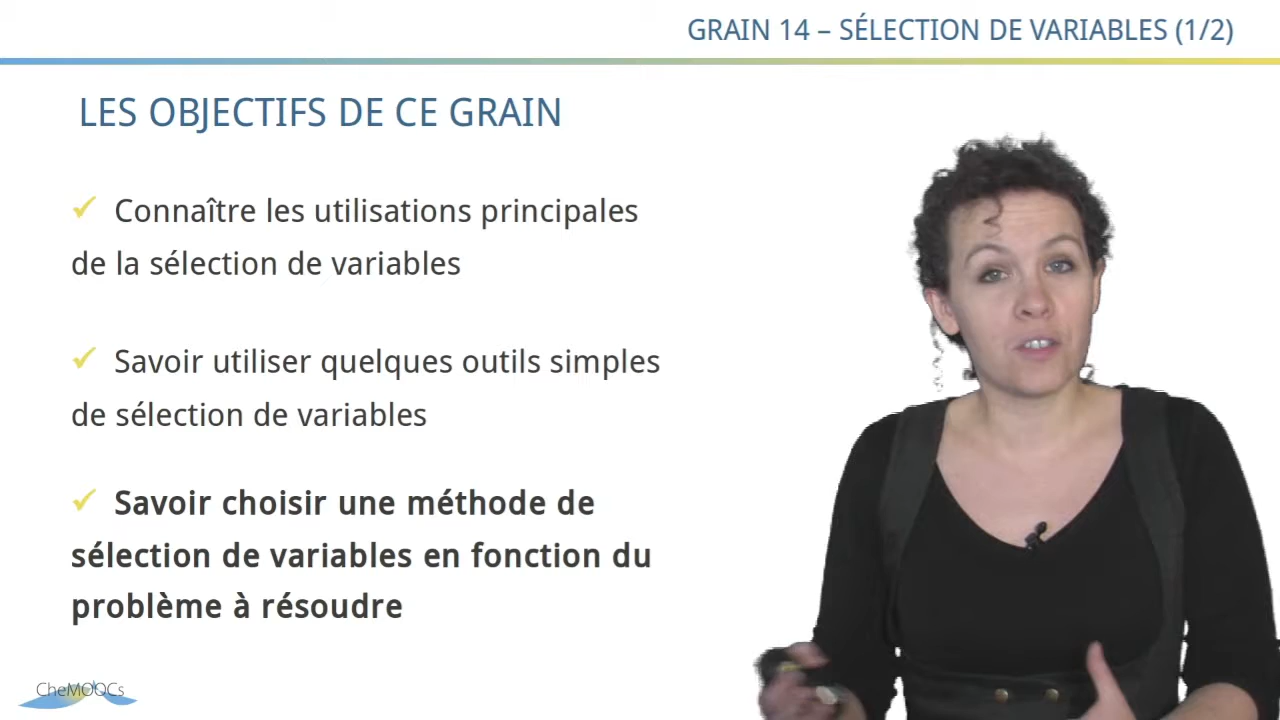 GRAIN 14 – SÉLECTION DE VARIABLES (1/2)
LES OBJECTIFS DE CE GRAIN
✓ Connaître les utilisations principales
de la sélection de variables
✓ Savoir utiliser quelques outils simples
de sélection de variables
✓ Savoir choisir une méthode de
sélection de variables en fonction du
problème à résoudre
CheMOOCs